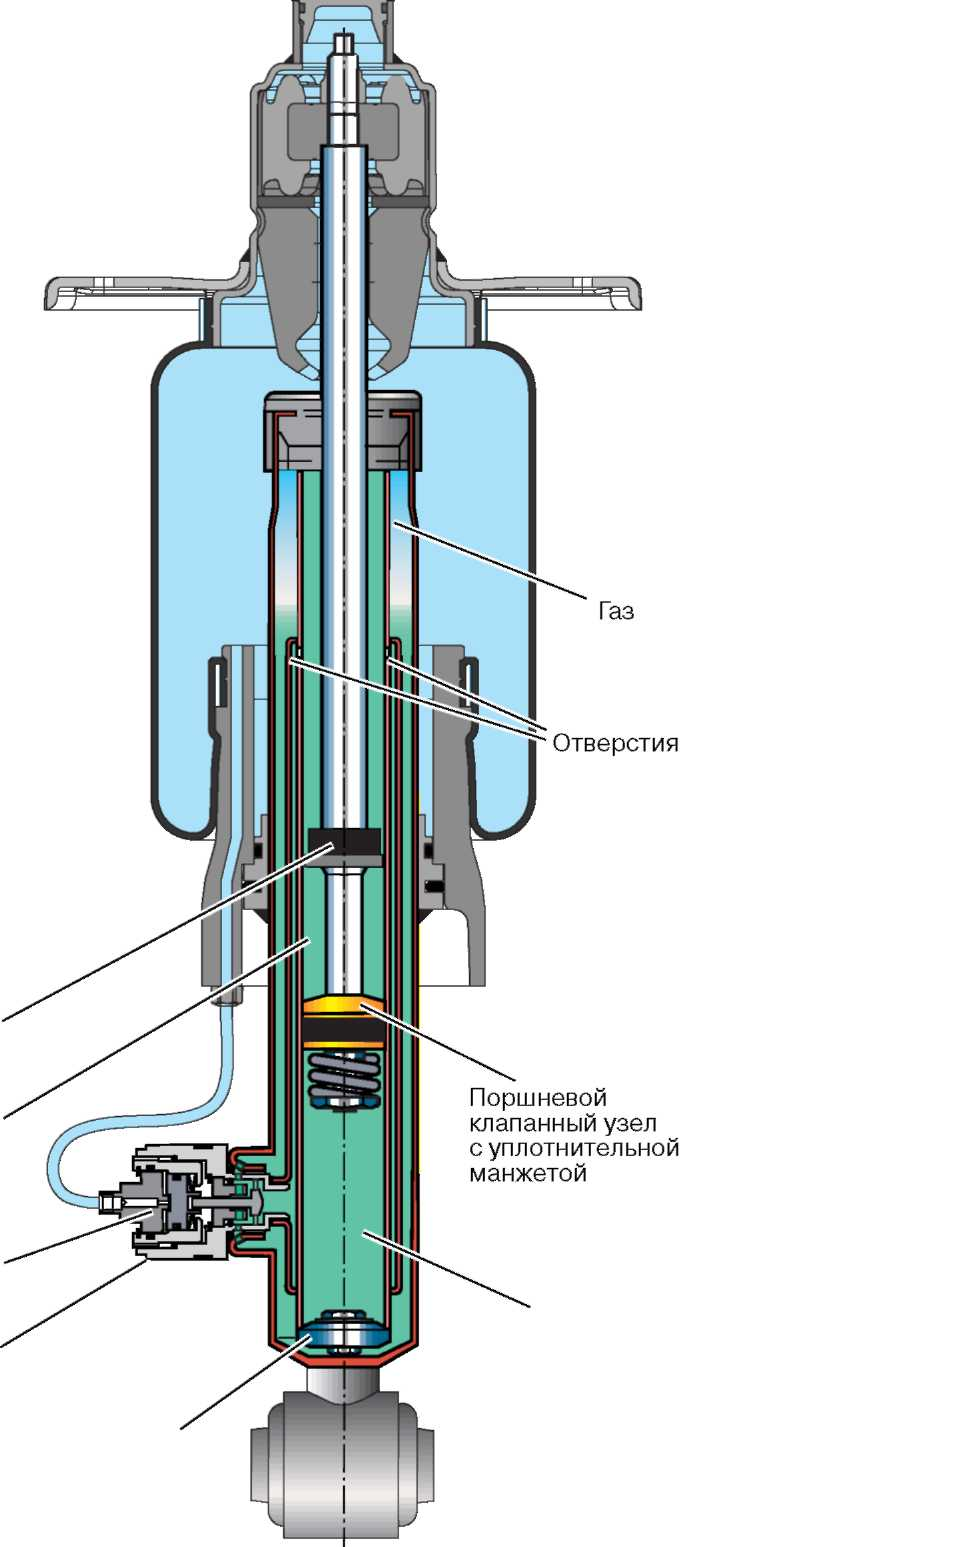 Газ
Отверстия
Поршневой
клапанный узел
с уплотнительной
манжетой